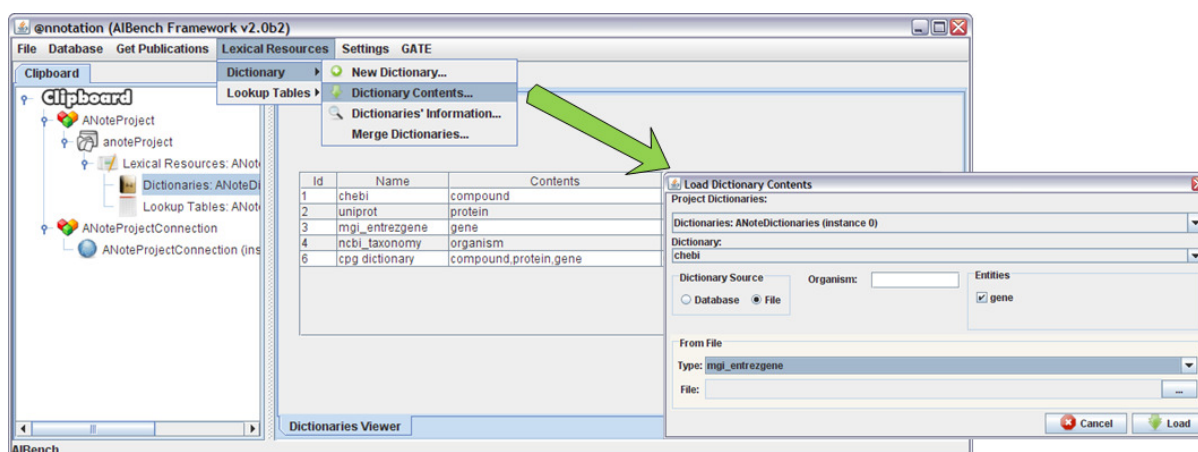 @nnotation (AIBench Framework v2.0b2)
File Database Get Publications Lexical Resources Settings GATE
Clipboard
Dictionary
New Dictionary...
Lookup Tables
Dictionary Contents...
Dictionaries' Information...
Merge Dictionaries...
Clipboard
ANoteProject
anoteProject
Lexical Resources: ANot
Dictionaries: ANoteDi
Lookup Tables: ANot
ANoteProjectConnection
ANoteProjectConnection (ins
Id Name Contents
1 chebi compound
2 uniprot protein
3 mgi_entrezgene gene
4 ncbi_taxonomy organism
6 cpg dictionary compound,protein,gene
Dictionaries Viewer
AIBench
Load Dictionary Contents
Project Dictionaries:
Dictionaries: ANoteDictionaries (instance 0)
Dictionary:
chebi
Dictionary Source
Organism:
Entities
Database File
gene
From File
Type: mgi_entrezgene
File: ...
Cancel Load